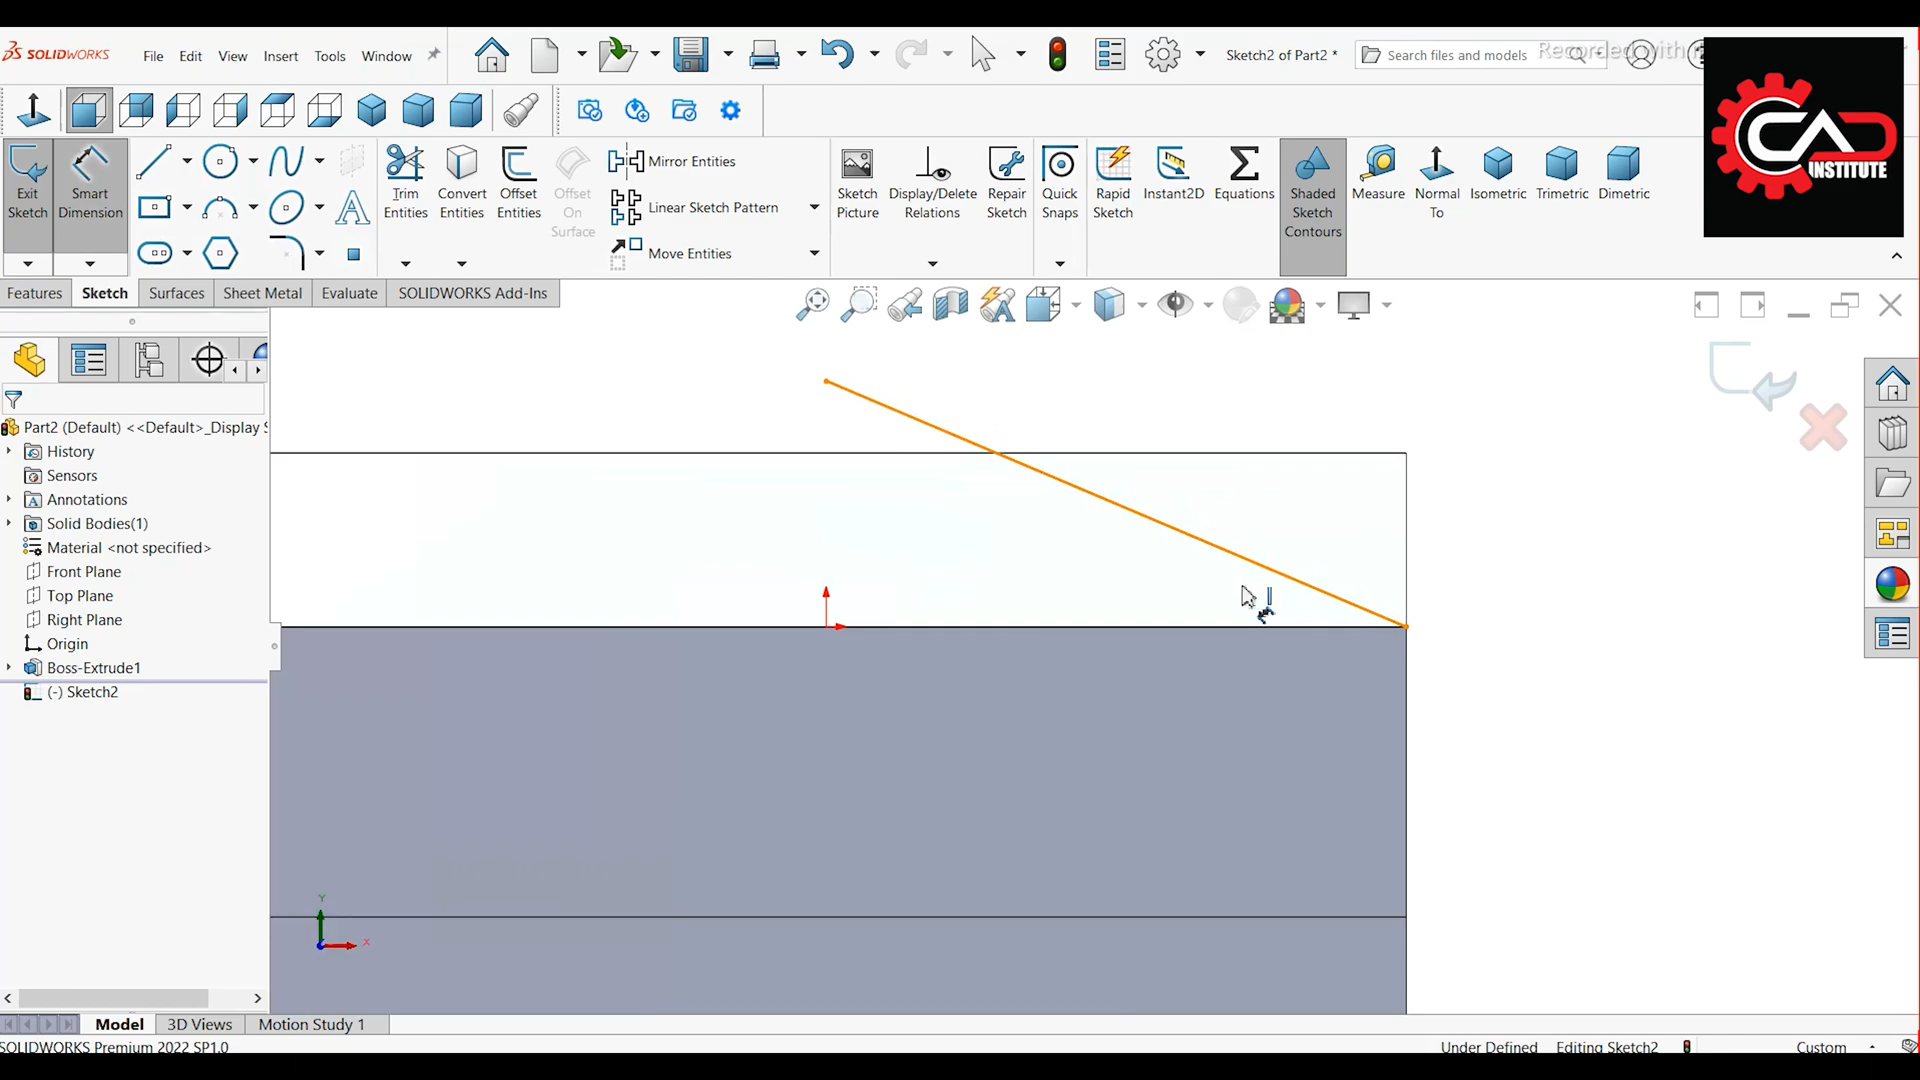 SOLIDWORKS File Edit View Insert Tools Window Sketch2 of Part2 * Search files and models Recorded with
CAD
INSTITUTE
Exit Sketch
Smart Dimension
Trim Entities
Convert Entities
Offset Entities
Offset On Surface
Mirror Entities
Linear Sketch Pattern
Move Entities
Sketch Picture
Display/Delete Relations
Repair Sketch
Quick Snaps
Rapid Sketch
Instant2D
Equations
Shaded Sketch Contours
Measure
Normal To
Isometric
Trimetric
Dimetric
Features Sketch Surfaces Sheet Metal Evaluate SOLIDWORKS Add-Ins
Part2 (Default) <<Default>_Display S
History
Sensors
Annotations
Solid Bodies(1)
Material <not specified>
Front Plane
Top Plane
Right Plane
Origin
Boss-Extrude1
(-) Sketch2
Y
X
Model 3D Views Motion Study 1
SOLIDWORKS Premium 2022 SP1.0 Under Defined Editing Sketch2 Custom